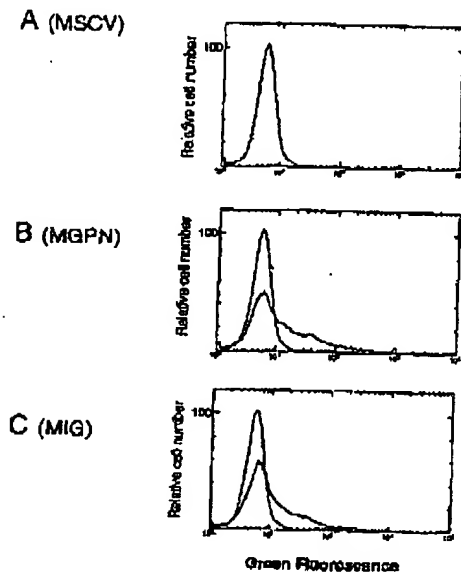 A (MSCV)
Relative cell number
100
B (MGPN)
Relative cell number
100
C (MIG)
Relative cell number
100
Green Fluorescence